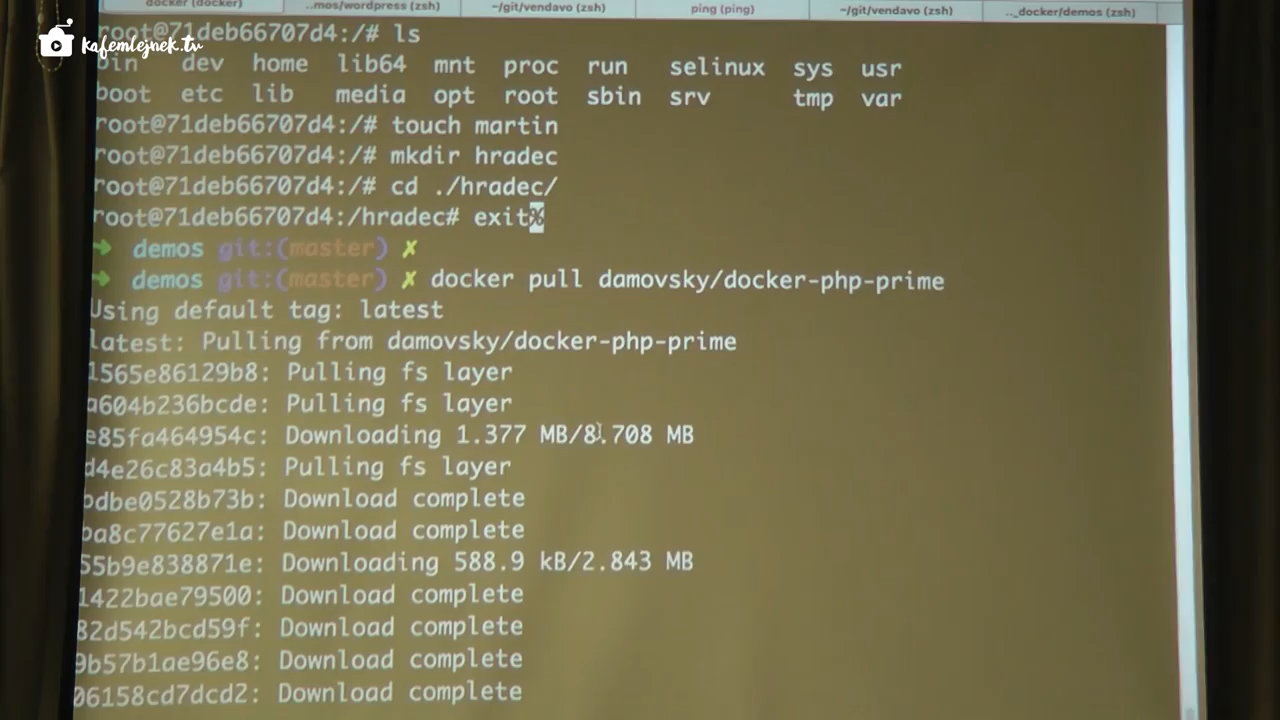 docker (docker) ...mos/wordpress (zsh) ~/git/vendavo (zsh) ping (ping) ~/git/vendavo (zsh) ..._docker/demos (zsh)
kafemlejnek.tv
root@71deb66707d4:/# ls
bin dev home lib64 mnt proc run selinux sys usr
boot etc lib media opt root sbin srv tmp var
root@71deb66707d4:/# touch martin
root@71deb66707d4:/# mkdir hradec
root@71deb66707d4:/# cd ./hradec/
root@71deb66707d4:/hradec# exit%
➜ demos git:(master) ✗
➜ demos git:(master) ✗ docker pull damovsky/docker-php-prime
Using default tag: latest
latest: Pulling from damovsky/docker-php-prime
1565e86129b8: Pulling fs layer
a604b236bcde: Pulling fs layer
e85fa464954c: Downloading 1.377 MB/8.708 MB
d4e26c83a4b5: Pulling fs layer
bdbe0528b73b: Download complete
ba8c77627e1a: Download complete
55b9e838871e: Downloading 588.9 kB/2.843 MB
1422bae79500: Download complete
82d542bcd59f: Download complete
9b57b1ae96e8: Download complete
06158cd7dcd2: Download complete